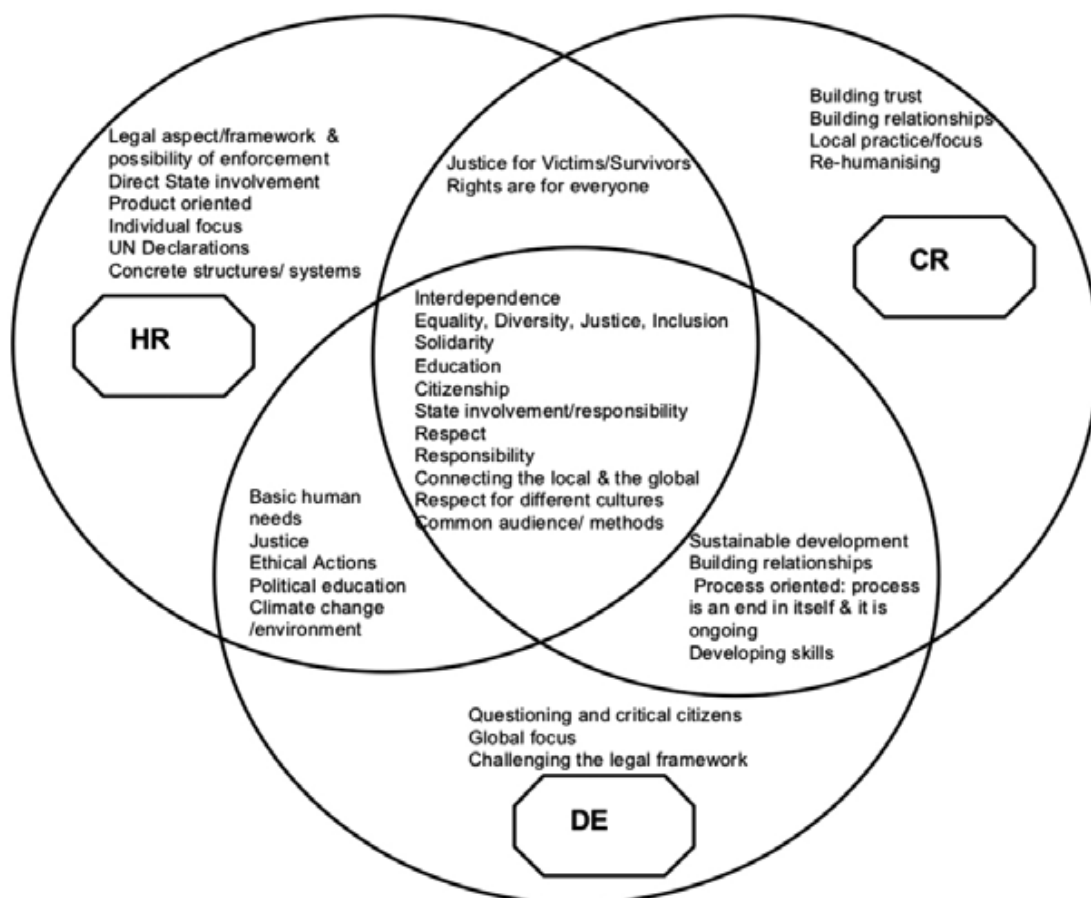 Legal aspect/framework &
possibility of enforcement
Direct State involvement
Product oriented
Individual focus
UN Declarations
Concrete structures/ systems
HR
Justice for Victims/Survivors
Rights are for everyone
Building trust
Building relationships
Local practice/focus
Re-humanising
CR
Interdependence
Equality, Diversity, Justice, Inclusion
Solidarity
Education
Citizenship
State involvement/responsibility
Respect
Responsibility
Connecting the local & the global
Respect for different cultures
Common audience/ methods
Basic human
needs
Justice
Ethical Actions
Political education
Climate change
/environment
Sustainable development
Building relationships
Process oriented: process
is an end in itself & it is
ongoing
Developing skills
Questioning and critical citizens
Global focus
Challenging the legal framework
DE